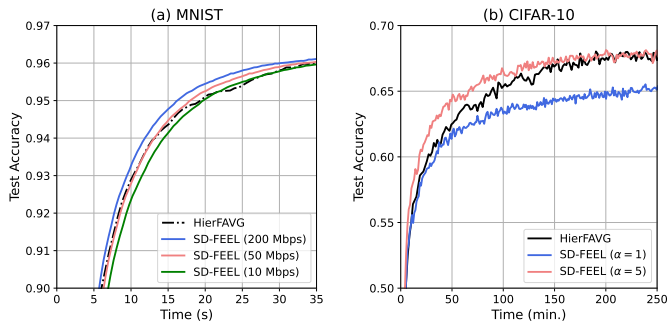 (a) MNIST
Test Accuracy
0.97
0.96
0.95
0.94
0.93
0.92
0.91
0.90
HierFAVG
SD-FEEL (200 Mbps)
SD-FEEL (50 Mbps)
SD-FEEL (10 Mbps)
0 5 10 15 20 25 30 35
Time (s)
(b) CIFAR-10
Test Accuracy
0.70
0.65
0.60
0.55
0.50
HierFAVG
SD-FEEL (α = 1)
SD-FEEL (α = 5)
0 50 100 150 200 250
Time (min.)